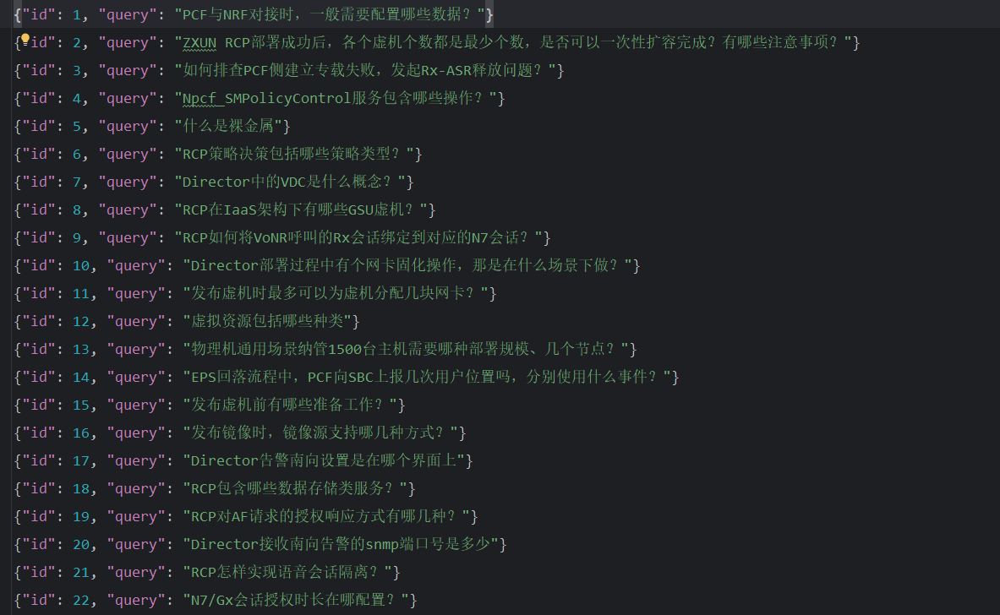 {"id": 1, "query": "PCF与NRF对接时，一般需要配置哪些数据？"}
{"id": 2, "query": "ZXUN RCP部署成功后，各个虚机个数都是最少个数，是否可以一次性扩容完成？有哪些注意事项？"}
{"id": 3, "query": "如何排查PCF侧建立专载失败，发起Rx-ASR释放问题？"}
{"id": 4, "query": "Npcf_SMPolicyControl服务包含哪些操作？"}
{"id": 5, "query": "什么是裸金属"}
{"id": 6, "query": "RCP策略决策包括哪些策略类型？"}
{"id": 7, "query": "Director中的VDC是什么概念？"}
{"id": 8, "query": "RCP在IaaS架构下有哪些GSU虚机？"}
{"id": 9, "query": "RCP如何将VoNR呼叫的Rx会话绑定到对应的N7会话？"}
{"id": 10, "query": "Director部署过程中有个网卡固化操作，那是在什么场景下做？"}
{"id": 11, "query": "发布虚机时最多可以为虚机分配几块网卡？"}
{"id": 12, "query": "虚拟资源包括哪些种类"}
{"id": 13, "query": "物理机通用场景纳管1500台主机需要哪种部署规模、几个节点？"}
{"id": 14, "query": "EPS回落流程中，PCF向SBC上报几次用户位置吗，分别使用什么事件？"}
{"id": 15, "query": "发布虚机前有哪些准备工作？"}
{"id": 16, "query": "发布镜像时，镜像源支持哪几种方式？"}
{"id": 17, "query": "Director告警南向设置是在哪个界面上"}
{"id": 18, "query": "RCP包含哪些数据存储类服务？"}
{"id": 19, "query": "RCP对AF请求的授权响应方式有哪几种？"}
{"id": 20, "query": "Director接收南向告警的snmp端口号是多少"}
{"id": 21, "query": "RCP怎样实现语音会话隔离？"}
{"id": 22, "query": "N7/Gx会话授权时长在哪配置？"}